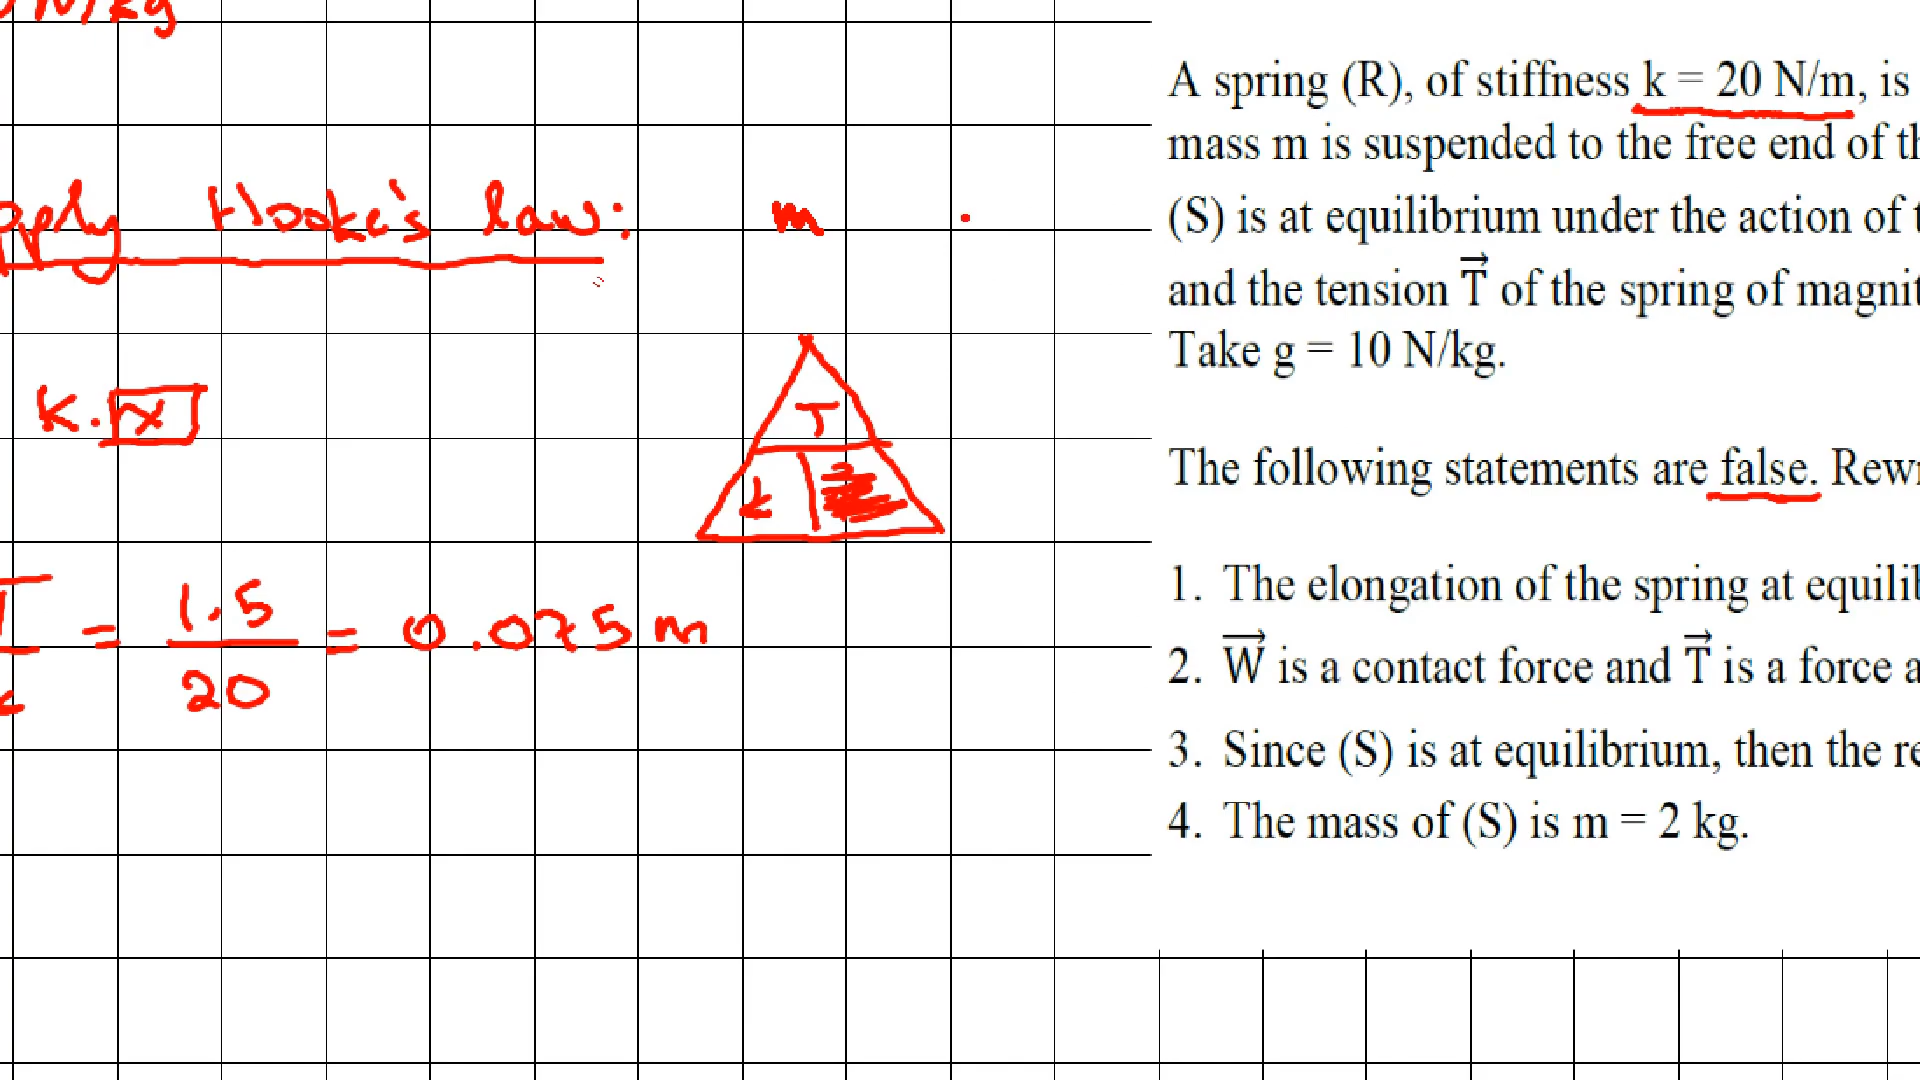 N/kg
pply Hooke's law: m .
K.x
T
k
= 1.5 / 20 = 0.075 m
A spring (R), of stiffness k = 20 N/m, is
mass m is suspended to the free end of th
(S) is at equilibrium under the action of t
and the tension T⃗ of the spring of magnit
Take g = 10 N/kg.
The following statements are false. Rewr
1. The elongation of the spring at equilib
2. W⃗ is a contact force and T⃗ is a force a
3. Since (S) is at equilibrium, then the re
4. The mass of (S) is m = 2 kg.